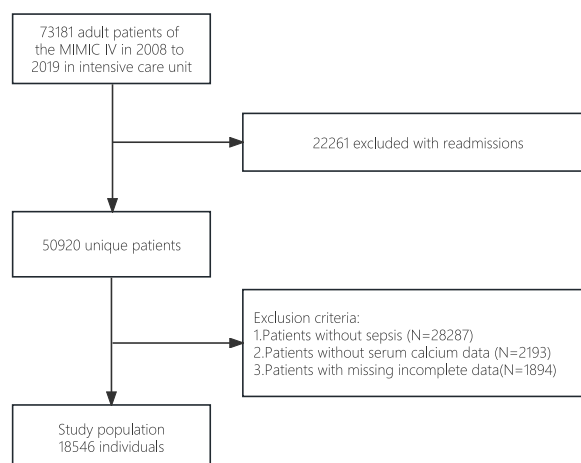 73181 adult patients of
the MIMIC IV in 2008 to
2019 in intensive care unit
22261 excluded with readmissions
50920 unique patients
Exclusion criteria:
1.Patients without sepsis (N=28287)
2.Patients without serum calcium data (N=2193)
3.Patients with missing incomplete data(N=1894)
Study population
18546 individuals